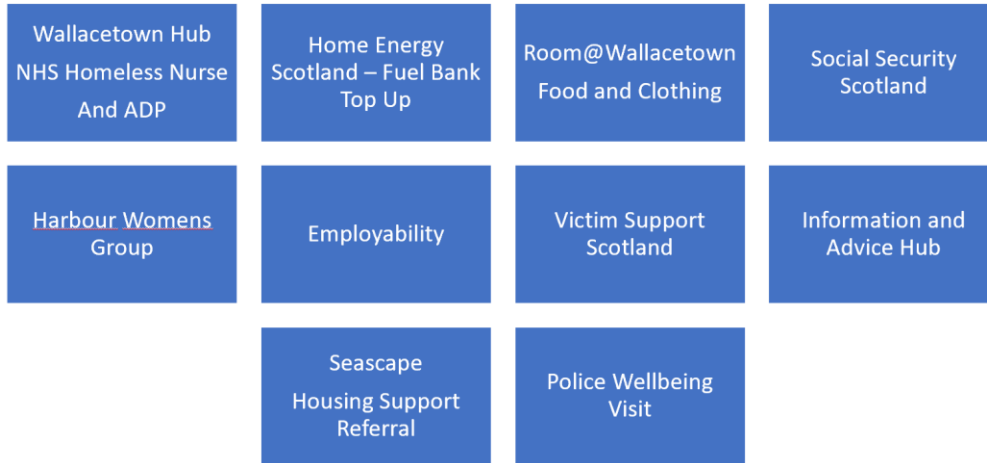 Wallacetown Hub
NHS Homeless Nurse
And ADP
Home Energy
Scotland – Fuel Bank
Top Up
Room@Wallacetown
Food and Clothing
Social Security
Scotland
Harbour Womens
Group
Employability
Victim Support
Scotland
Information and
Advice Hub
Seascape
Housing Support
Referral
Police Wellbeing
Visit